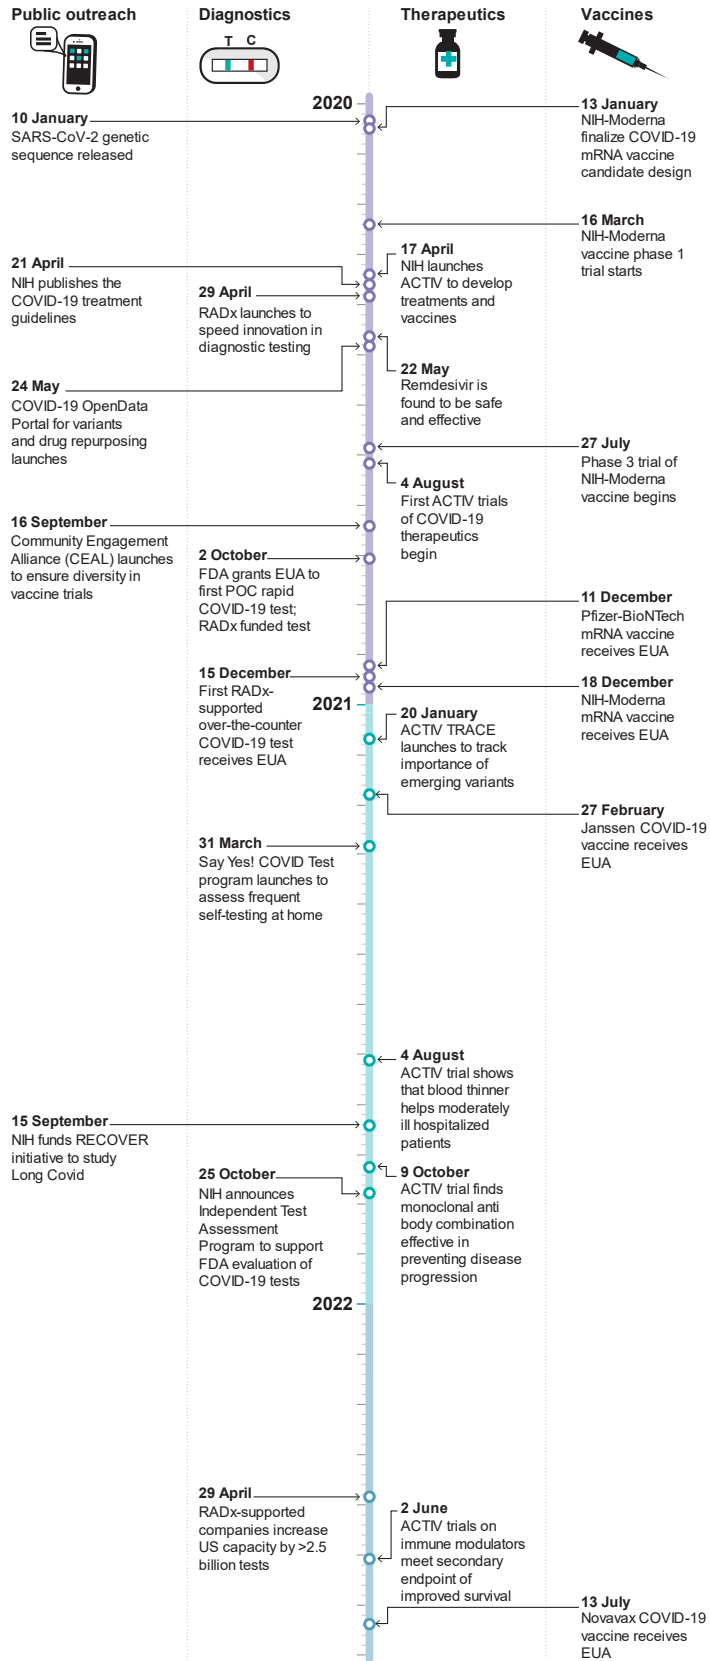 Public outreach
Diagnostics
Therapeutics
Vaccines
T C
2020
10 January
SARS-CoV-2 genetic
sequence released
13 January
NIH-Moderna
finalize COVID-19
mRNA vaccine
candidate design
16 March
NIH-Moderna
vaccine phase 1
trial starts
17 April
NIH launches
ACTIV to develop
treatments and
vaccines
21 April
NIH publishes the
COVID-19 treatment
guidelines
29 April
RADx launches to
speed innovation in
diagnostic testing
22 May
Remdesivir is
found to be safe
and effective
24 May
COVID-19 OpenData
Portal for variants
and drug repurposing
launches
27 July
Phase 3 trial of
NIH-Moderna
vaccine begins
4 August
First ACTIV trials
of COVID-19
therapeutics
begin
16 September
Community Engagement
Alliance (CEAL) launches
to ensure diversity in
vaccine trials
2 October
FDA grants EUA to
first POC rapid
COVID-19 test;
RADx funded test
11 December
Pfizer-BioNTech
mRNA vaccine
receives EUA
15 December
First RADx-
supported
over-the-counter
COVID-19 test
receives EUA
18 December
NIH-Moderna
mRNA vaccine
receives EUA
2021
20 January
ACTIV TRACE
launches to track
importance of
emerging variants
27 February
Janssen COVID-19
vaccine receives
EUA
31 March
Say Yes! COVID Test
program launches to
assess frequent
self-testing at home
4 August
ACTIV trial shows
that blood thinner
helps moderately
ill hospitalized
patients
15 September
NIH funds RECOVER
initiative to study
Long Covid
9 October
ACTIV trial finds
monoclonal anti
body combination
effective in
preventing disease
progression
25 October
NIH announces
Independent Test
Assessment
Program to support
FDA evaluation of
COVID-19 tests
2022
29 April
RADx-supported
companies increase
US capacity by >2.5
billion tests
2 June
ACTIV trials on
immune modulators
meet secondary
endpoint of
improved survival
13 July
Novavax COVID-19
vaccine receives
EUA